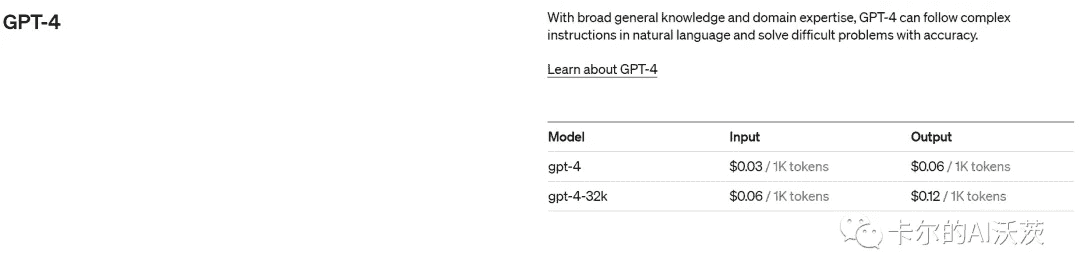 GPT-4
With broad general knowledge and domain expertise, GPT-4 can follow complex
instructions in natural language and solve difficult problems with accuracy.
Learn about GPT-4
Model Input Output
gpt-4 $0.03 / 1K tokens $0.06 / 1K tokens
gpt-4-32k $0.06 / 1K tokens $0.12 / 1K tokens
卡尔的AI沃茨